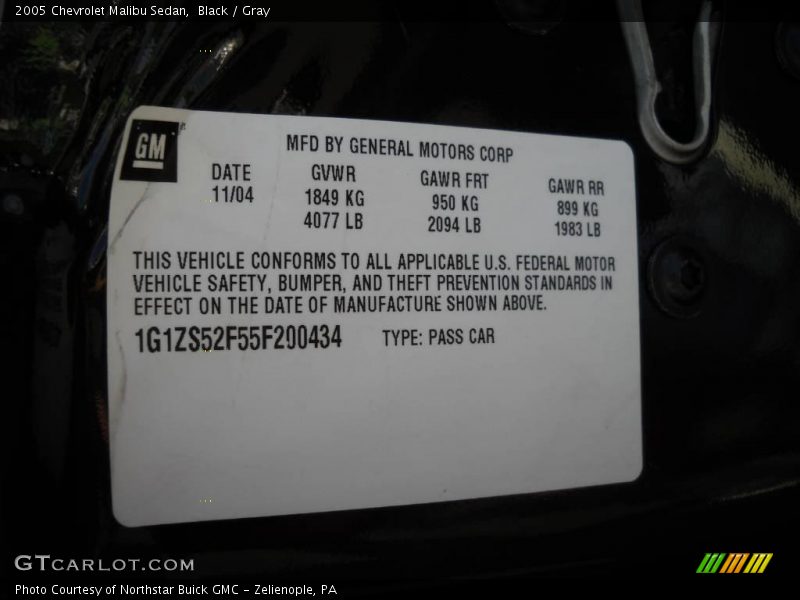 2005 Chevrolet Malibu Sedan, Black / Gray
GM
MFD BY GENERAL MOTORS CORP
DATE GVWR GAWR FRT GAWR RR
11/04 1849 KG 950 KG 899 KG
4077 LB 2094 LB 1983 LB
THIS VEHICLE CONFORMS TO ALL APPLICABLE U.S. FEDERAL MOTOR
VEHICLE SAFETY, BUMPER, AND THEFT PREVENTION STANDARDS IN
EFFECT ON THE DATE OF MANUFACTURE SHOWN ABOVE.
1G1ZS52F55F200434 TYPE: PASS CAR
GTCARLOT.COM
Photo Courtesy of Northstar Buick GMC - Zelienople, PA